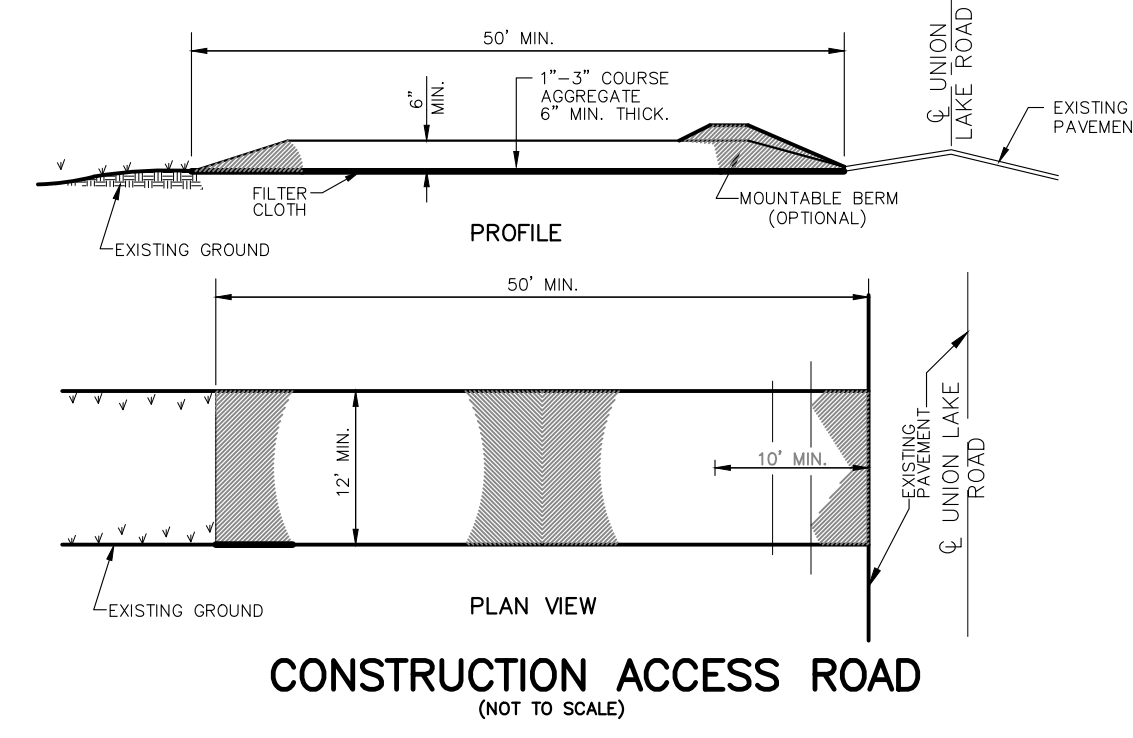 50' MIN.
6"
MIN.
1"-3" COURSE
AGGREGATE
6" MIN. THICK.
℄ UNION
LAKE ROAD
EXISTING
PAVEMEN
FILTER
CLOTH
MOUNTABLE BERM
(OPTIONAL)
PROFILE
EXISTING GROUND
50' MIN.
12' MIN.
10' MIN.
EXISTING
PAVEMENT
℄ UNION LAKE
ROAD
EXISTING GROUND
PLAN VIEW
CONSTRUCTION ACCESS ROAD
(NOT TO SCALE)